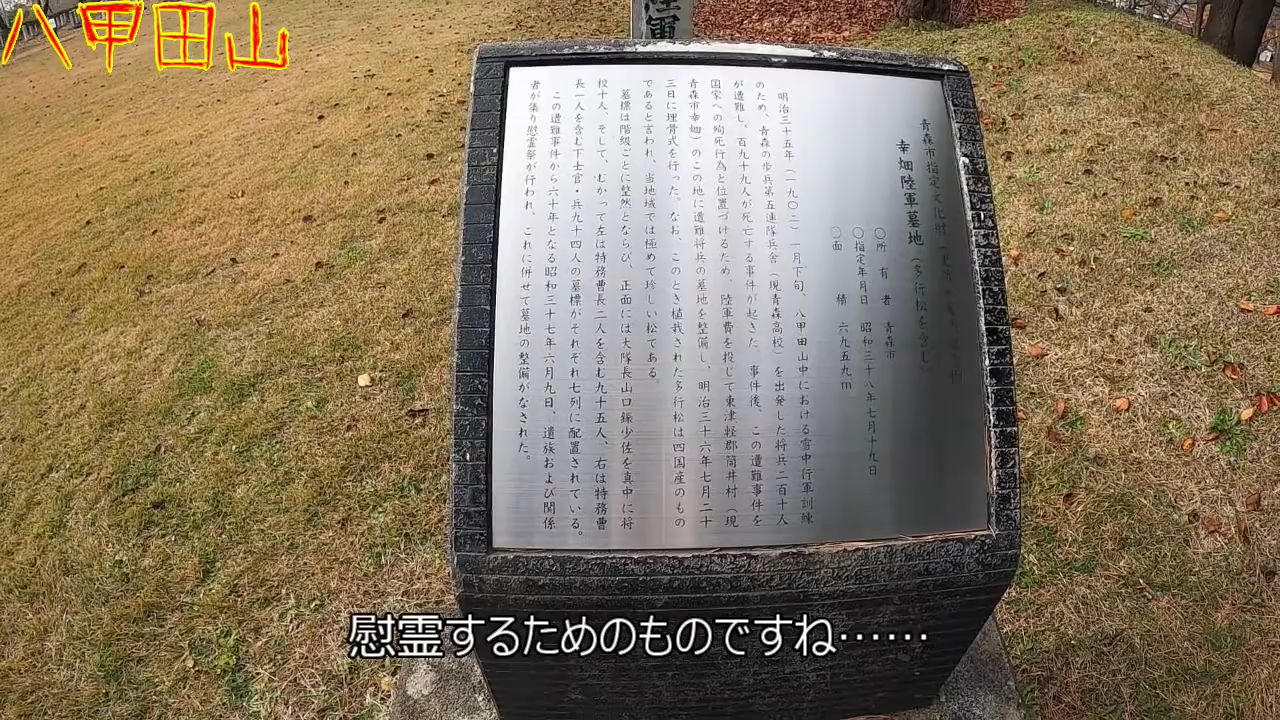 八甲田山
陸軍
青森市指定文化財
幸畑陸軍墓地(多行松を含む)
○所有者 青森市
○指定年月日 昭和三十八年七月十九日
○面積 六九五九m
明治三十五年(一九〇二)一月下旬、八甲田山中における雪中行軍訓練
のため、青森の歩兵第五連隊兵舎(現青森高校)を出発した将兵二百十人
が遭難し、百九十九人が死亡する事件が起きた。事件後、この遭難事件を
国家への殉死行為と位置づけるため、陸軍費を投じて東津軽郡筒井村(現
青森市幸畑)のこの地に遭難将兵の墓地を整備し、明治三十六年七月二十
三日に埋骨式を行った。なお、このとき植栽された多行松は四国産のもの
であると言われ、当地域では極めて珍しい松である。
墓標は階級ごとに整然とならび、正面には大隊長山口鋠少佐を真中に将
校十人、そして、むかって左は特務曹長二人を含む九十五人、右は特務曹
長一人を含む下士官・兵九十四人の墓標がそれぞれ七列に配置されている。
この遭難事件から六十年となる昭和三十七年六月九日、遺族および関係
者が集り慰霊祭が行われ、これに併せて墓地の整備がなされた。
慰霊するためのものですね……